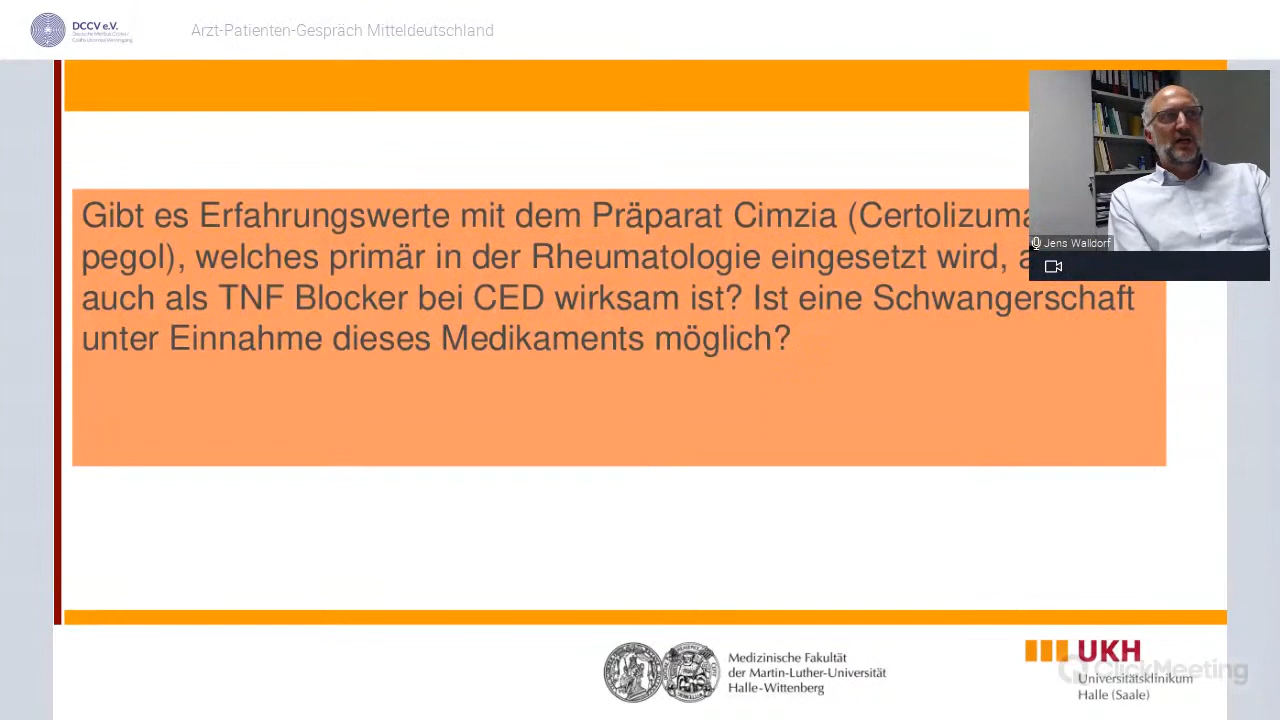 DCCV e.V.
Arzt-Patienten-Gespräch Mitteldeutschland
Gibt es Erfahrungswerte mit dem Präparat Cimzia (Certolizuma
pegol), welches primär in der Rheumatologie eingesetzt wird, a
auch als TNF Blocker bei CED wirksam ist? Ist eine Schwangerschaft
unter Einnahme dieses Medikaments möglich?
Jens Walldorf
Medizinische Fakultät
der Martin-Luther-Universität
Halle-Wittenberg
UKH
ClickMeeting
Universitätsklinikum
Halle (Saale)